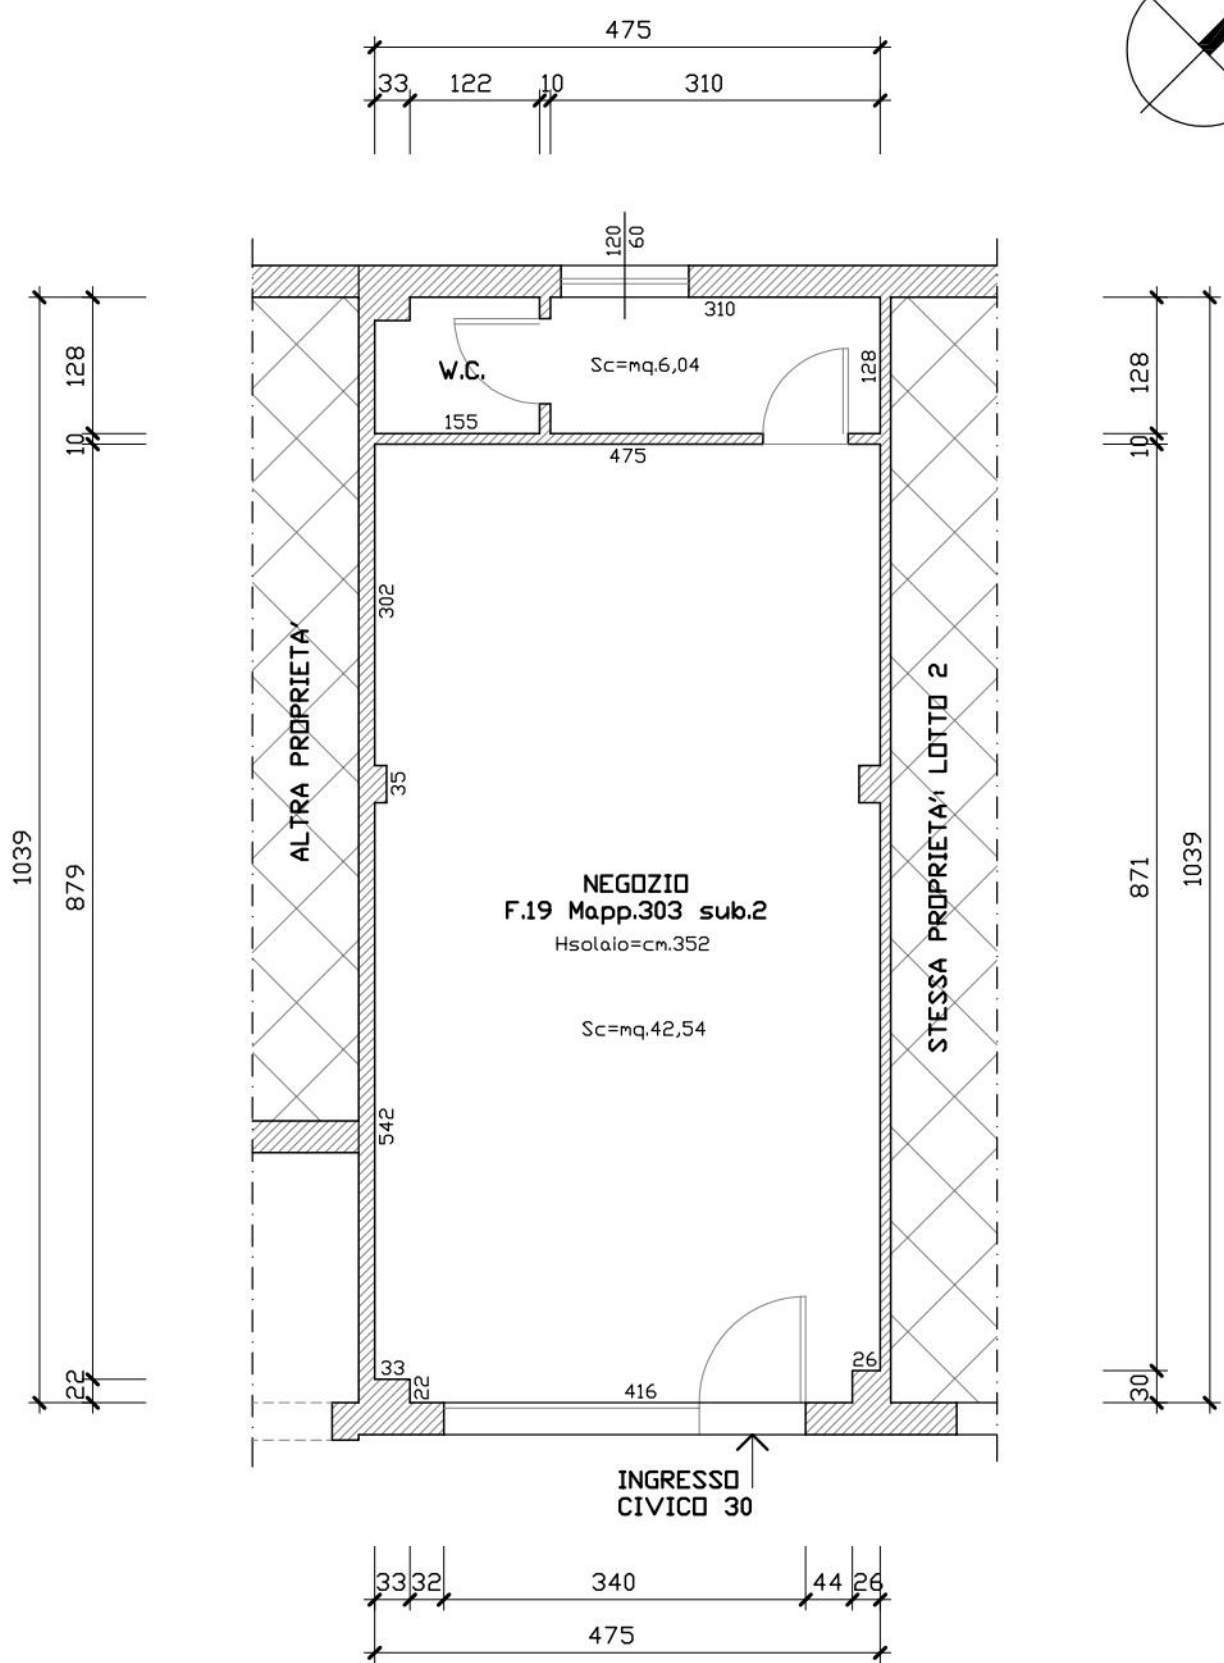 475
33 122 10 310
120
60
310
128
10
1039
879
22
W.C.
Sc=mq.6,04
128
155
475
302
35
542
ALTRA PROPRIETA'
NEGOZIO
F.19 Mapp.303 sub.2
Hsolaio=cm.352
Sc=mq.42,54
STESSA PROPRIETA'' LOTTO 2
128
10
871
1039
30
33
22
416
26
INGRESSO
CIVICO 30
33 32 340 44 26
475